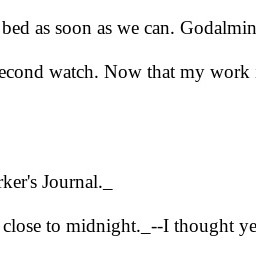 bed as soon as we can. Godalmin
econd watch. Now that my work
rker's Journal._
close to midnight._--I thought ye